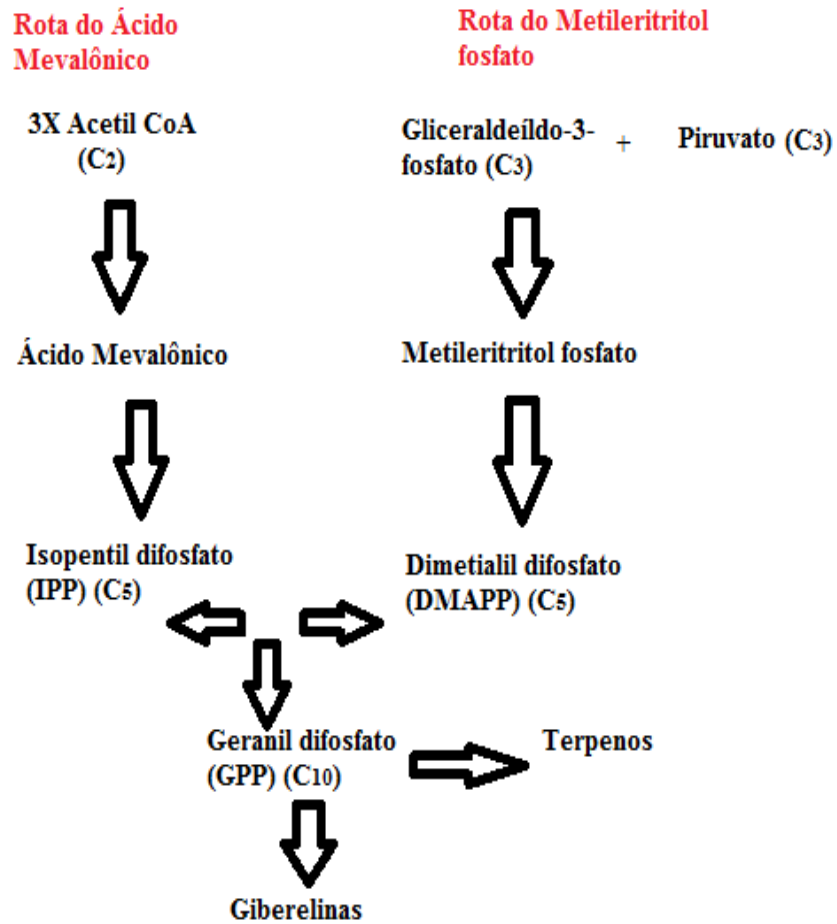 Rota do Ácido
Mevalônico
Rota do Metileritritol
fosfato
3X Acetil CoA
(C2)
Gliceraldeíldo-3-
fosfato (C3)
+
Piruvato (C3)
Ácido Mevalônico
Metileritritol fosfato
Isopentil difosfato
(IPP) (C5)
Dimetialil difosfato
(DMAPP) (C5)
Geranil difosfato
(GPP) (C10)
Terpenos
Giberelinas